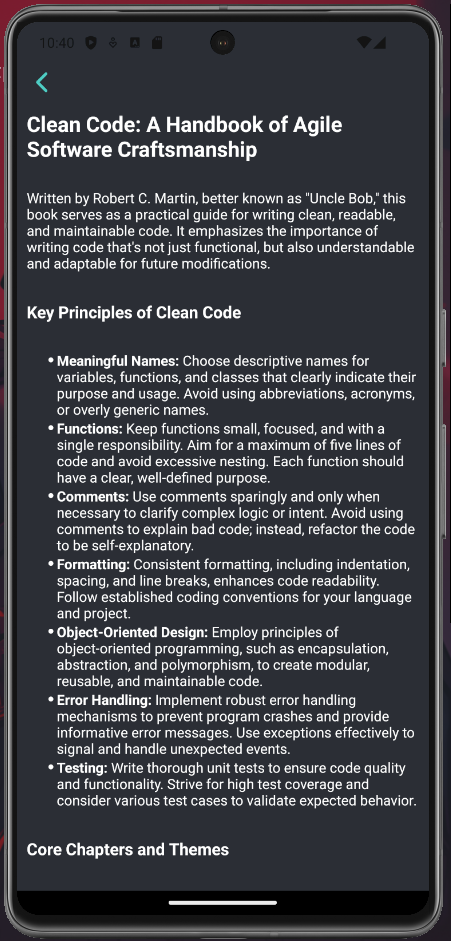 10:40
Clean Code: A Handbook of Agile
Software Craftsmanship
Written by Robert C. Martin, better known as "Uncle Bob," this
book serves as a practical guide for writing clean, readable,
and maintainable code. It emphasizes the importance of
writing code that's not just functional, but also understandable
and adaptable for future modifications.
Key Principles of Clean Code
• Meaningful Names: Choose descriptive names for
variables, functions, and classes that clearly indicate their
purpose and usage. Avoid using abbreviations, acronyms,
or overly generic names.
• Functions: Keep functions small, focused, and with a
single responsibility. Aim for a maximum of five lines of
code and avoid excessive nesting. Each function should
have a clear, well-defined purpose.
• Comments: Use comments sparingly and only when
necessary to clarify complex logic or intent. Avoid using
comments to explain bad code; instead, refactor the code
to be self-explanatory.
• Formatting: Consistent formatting, including indentation,
spacing, and line breaks, enhances code readability.
Follow established coding conventions for your language
and project.
• Object-Oriented Design: Employ principles of
object-oriented programming, such as encapsulation,
abstraction, and polymorphism, to create modular,
reusable, and maintainable code.
• Error Handling: Implement robust error handling
mechanisms to prevent program crashes and provide
informative error messages. Use exceptions effectively to
signal and handle unexpected events.
• Testing: Write thorough unit tests to ensure code quality
and functionality. Strive for high test coverage and
consider various test cases to validate expected behavior.
Core Chapters and Themes